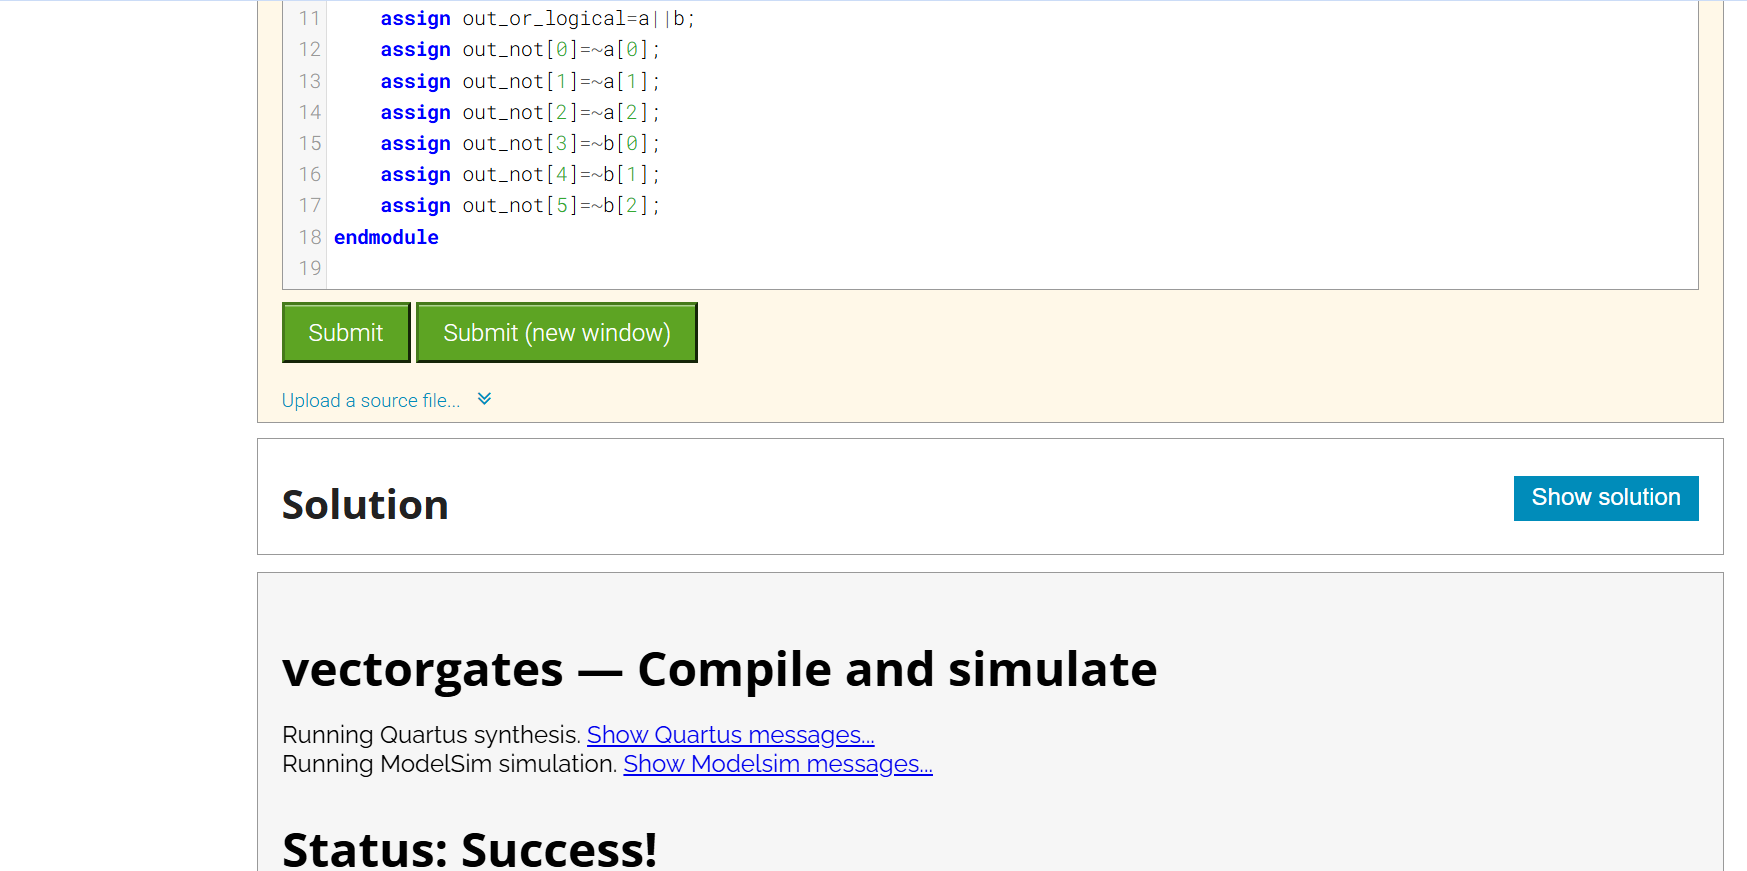 11 assign out_or_logical=a||b;
12 assign out_not[0]=~a[0];
13 assign out_not[1]=~a[1];
14 assign out_not[2]=~a[2];
15 assign out_not[3]=~b[0];
16 assign out_not[4]=~b[1];
17 assign out_not[5]=~b[2];
18 endmodule
19
Submit Submit (new window)
Upload a source file...
Solution Show solution
vectorgates — Compile and simulate
Running Quartus synthesis. Show Quartus messages...
Running ModelSim simulation. Show Modelsim messages...
Status: Success!